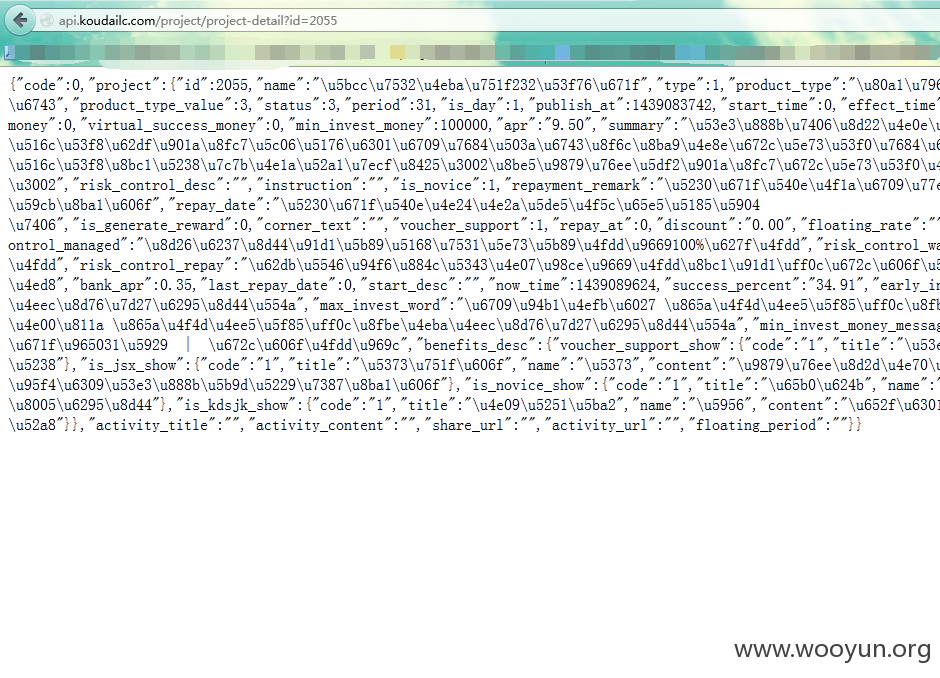 api.koudailc.com/project/project-detail?id=2055
{"code":0,"project":{"id":2055,"name":"\u5bcc\u7532\u4eba\u751f232\u53f76\u671f","type":1,"product_type":"\u80a1\u796
\u6743","product_type_value":3,"status":3,"period":31,"is_day":1,"publish_at":1439083742,"start_time":0,"effect_time"
money":0,"virtual_success_money":0,"min_invest_money":100000,"apr":"9.50","summary":"\u53e3\u888b\u7406\u8d22\u4e0e\u
\u516c\u53f8\u62df\u901a\u8fc7\u5c06\u5176\u6301\u6709\u7684\u503a\u6743\u8f6c\u8ba9\u4e8e\u672c\u5e73\u53f0\u7684\u6
\u516c\u53f8\u8bc1\u5238\u7c7b\u4e1a\u52a1\u7ecf\u8425\u3002\u8be5\u9879\u76ee\u5df2\u901a\u8fc7\u672c\u5e73\u53f0\u4
\u3002","risk_control_desc":"","instruction":"","is_novice":1,"repayment_remark":"\u5230\u671f\u540e\u4f1a\u6709\u77e
\u59cb\u8ba1\u606f","repay_date":"\u5230\u671f\u540e\u4e24\u4e2a\u5de5\u4f5c\u65e5\u5185\u5904
\u7406","is_generate_reward":0,"corner_text":"","voucher_support":1,"repay_at":0,"discount":"0.00","floating_rate":"
ontrol_managed":"\u8d26\u6237\u8d44\u91d1\u5b89\u5168\u7531\u5e73\u5b89\u4fdd\u9669100%\u627f\u4fdd","risk_control_wa
\u4fdd","risk_control_repay":"\u62db\u5546\u94f6\u884c\u5343\u4e07\u98ce\u9669\u4fdd\u8bc1\u91d1\uff0c\u672c\u606f\u5
\u4ed8","bank_apr":0.35,"last_repay_date":0,"start_desc":"","now_time":1439089624,"success_percent":"34.91","early_in
\u4eec\u8d76\u7d27\u6295\u8d44\u554a","max_invest_word":"\u6709\u94b1\u4efb\u6027 \u865a\u4f4d\u4ee5\u5f85\uff0c\u8fb
\u4e00\u811a \u865a\u4f4d\u4ee5\u5f85\uff0c\u8fbe\u4eba\u4eec\u8d76\u7d27\u6295\u8d44\u554a","min_invest_money_messag
\u671f\u965031\u5929 | \u672c\u606f\u4fdd\u969c","benefits_desc":{"voucher_support_show":{"code":"1","title":"\u53e
\u5238"},"is_jsx_show":{"code":"1","title":"\u5373\u751f\u606f","name":"\u5373","content":"\u9879\u76ee\u8d2d\u4e70\u
\u95f4\u6309\u53e3\u888b\u5b9d\u5229\u7387\u8ba1\u606f"},"is_novice_show":{"code":"1","title":"\u65b0\u624b","name":"
\u8005\u6295\u8d44"},"is_kdsjk_show":{"code":"1","title":"\u4e09\u5251\u5ba2","name":"\u5956","content":"\u652f\u6301
\u52a8"}},"activity_title":"","activity_content":"","share_url":"","activity_url":"","floating_period":""}}
www.wooyun.org